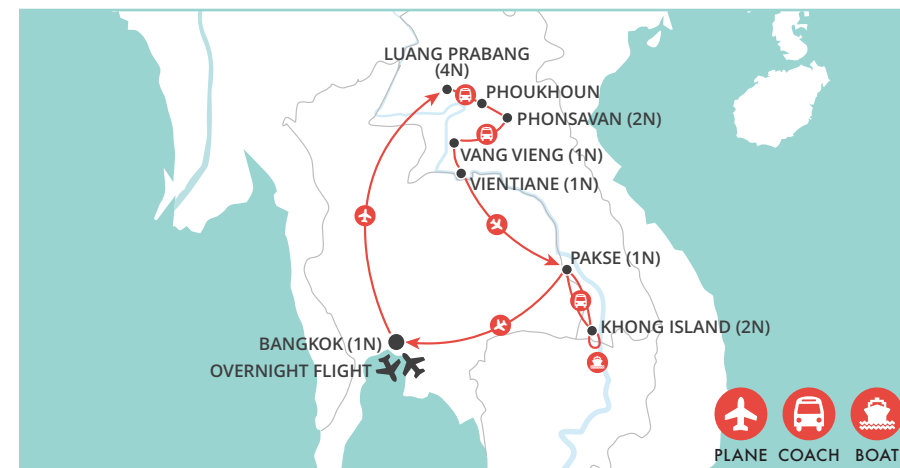 LUANG PRABANG
(4N)
PHOUKHOUN
PHONSAVAN (2N)
VANG VIENG (1N)
VIENTIANE (1N)
PAKSE (1N)
KHONG ISLAND (2N)
BANGKOK (1N)
OVERNIGHT FLIGHT
PLANE COACH BOAT